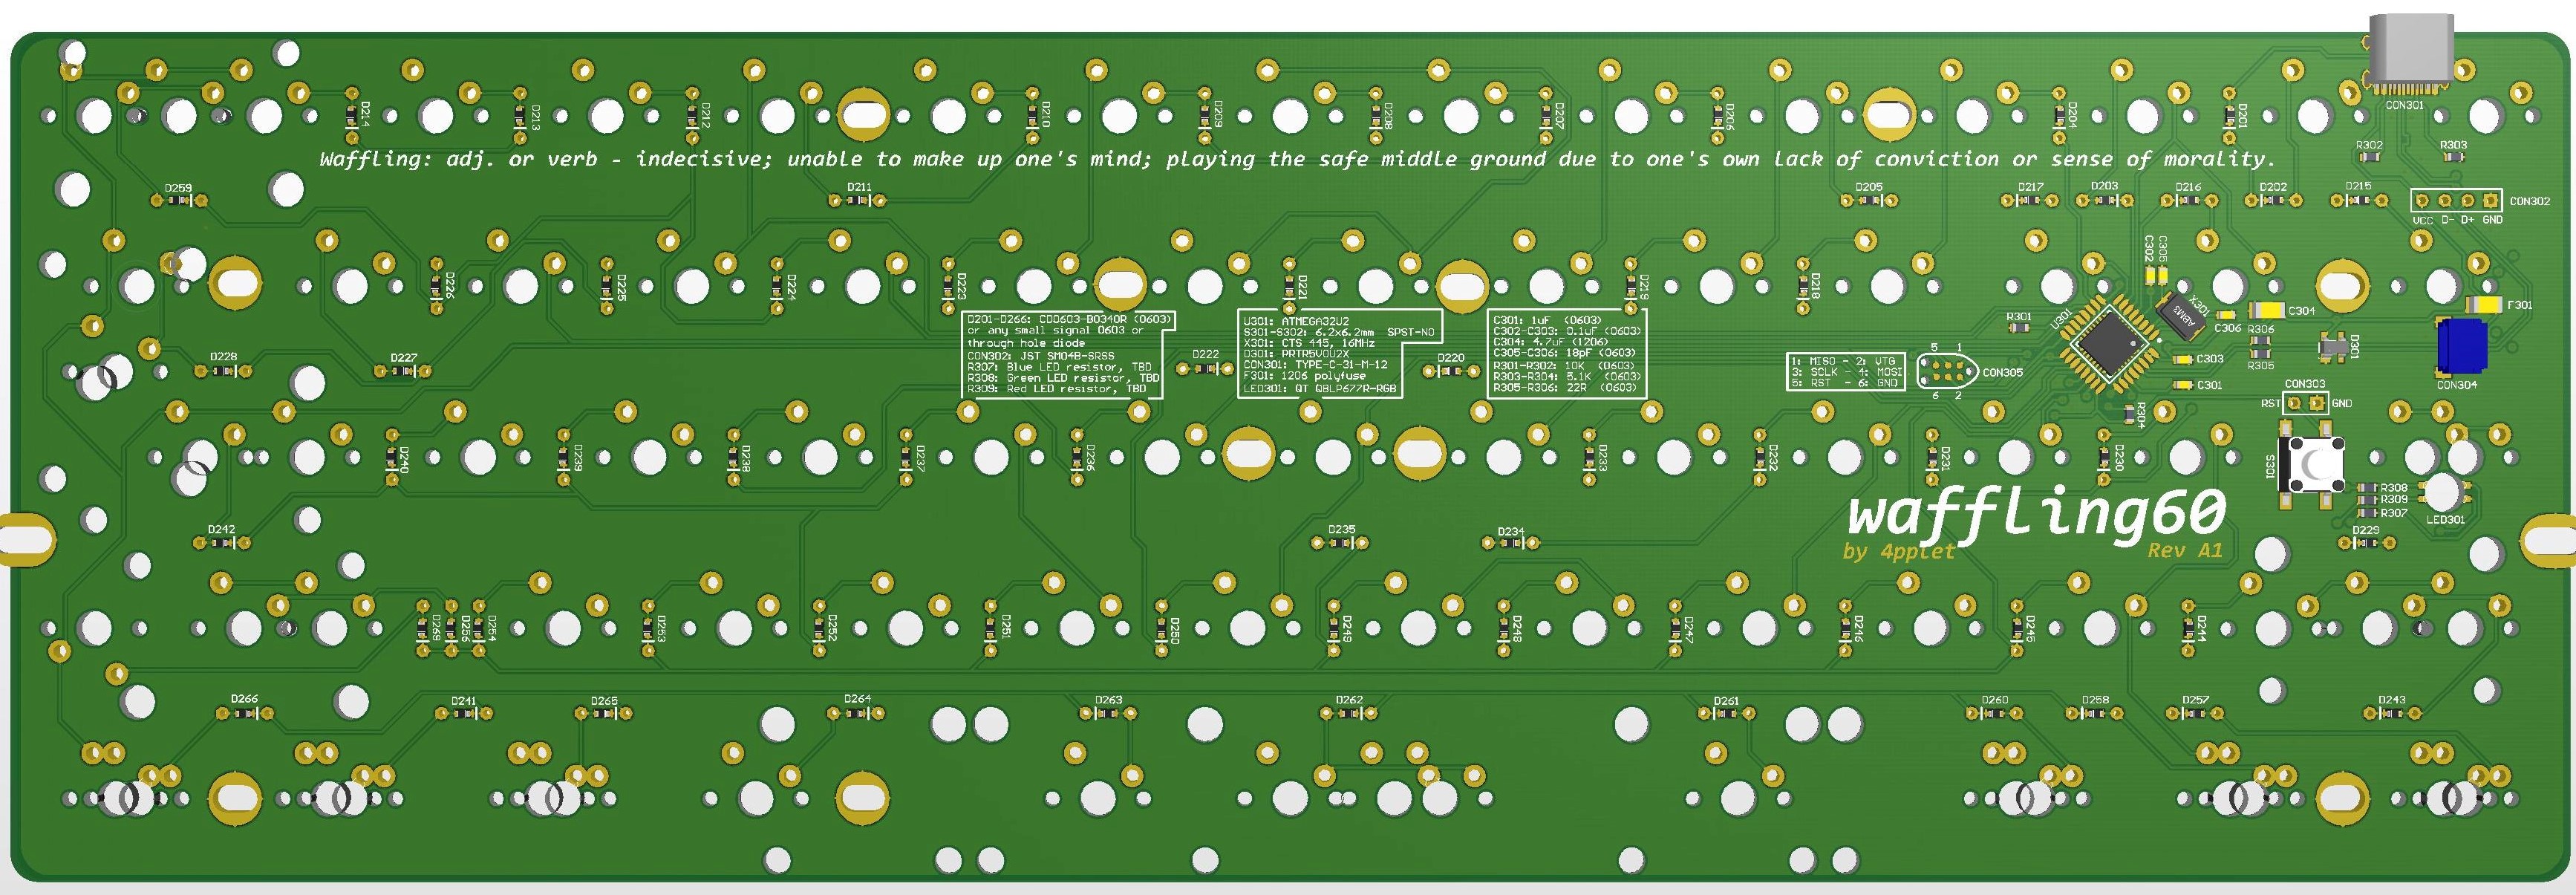 CON301
D214
D213
D212
D210
D209
D208
D207
D206
D204
D201
Waffling: adj. or verb - indecisive; unable to make up one's mind; playing the safe middle ground due to one's own lack of conviction or sense of morality.
R302
R303
D259
D211
D205
D217
D203
D216
D202
D215
CON302
VCC D- D+ GND
C302
C305
D226
D225
D224
D223
D221
D219
D218
F301
D201-D266: CDD603-B0340R (0603)
or any small signal 0603 or
through hole diode
CON302: JST SM04B-SRSS
R307: Blue LED resistor, TBD
R308: Green LED resistor, TBD
R309: Red LED resistor, TBD
U301: ATMEGA32U2
S301-S302: 6.2x6.2mm SPST-NO
X301: CTS 445, 16MHz
D301: PRTR5V0U2X
CON301: TYPE-C-31-M-12
F301: 1206 polyfuse
LED301: QT QBLP677R-RGB
C301: 1uF (0603)
C302-C303: 0.1uF (0603)
C304: 4.7uF (1206)
C305-C306: 18pF (0603)
R301-R302: 10K (0603)
R303-R304: 5.1K (0603)
R305-R306: 22R (0603)
R301
U301
X301
ABM3
C306
C304
R306
R305
D301
CON304
C303
C301
D228
D227
D222
D220
1: MISO - 2: VTG
3: SCLK - 4: MOSI
5: RST - 6: GND
5 1
CON305
6 2
CON303
RST
GND
R304
D240
D239
D238
D237
D236
D233
D232
D231
D230
S301
R308
R309
R307
LED301
waffling60
by 4pplet
Rev A1
D242
D235
D234
D229
D268
D256
D254
D253
D252
D251
D250
D249
D248
D247
D246
D245
D244
D266
D241
D265
D264
D263
D262
D261
D260
D258
D257
D243